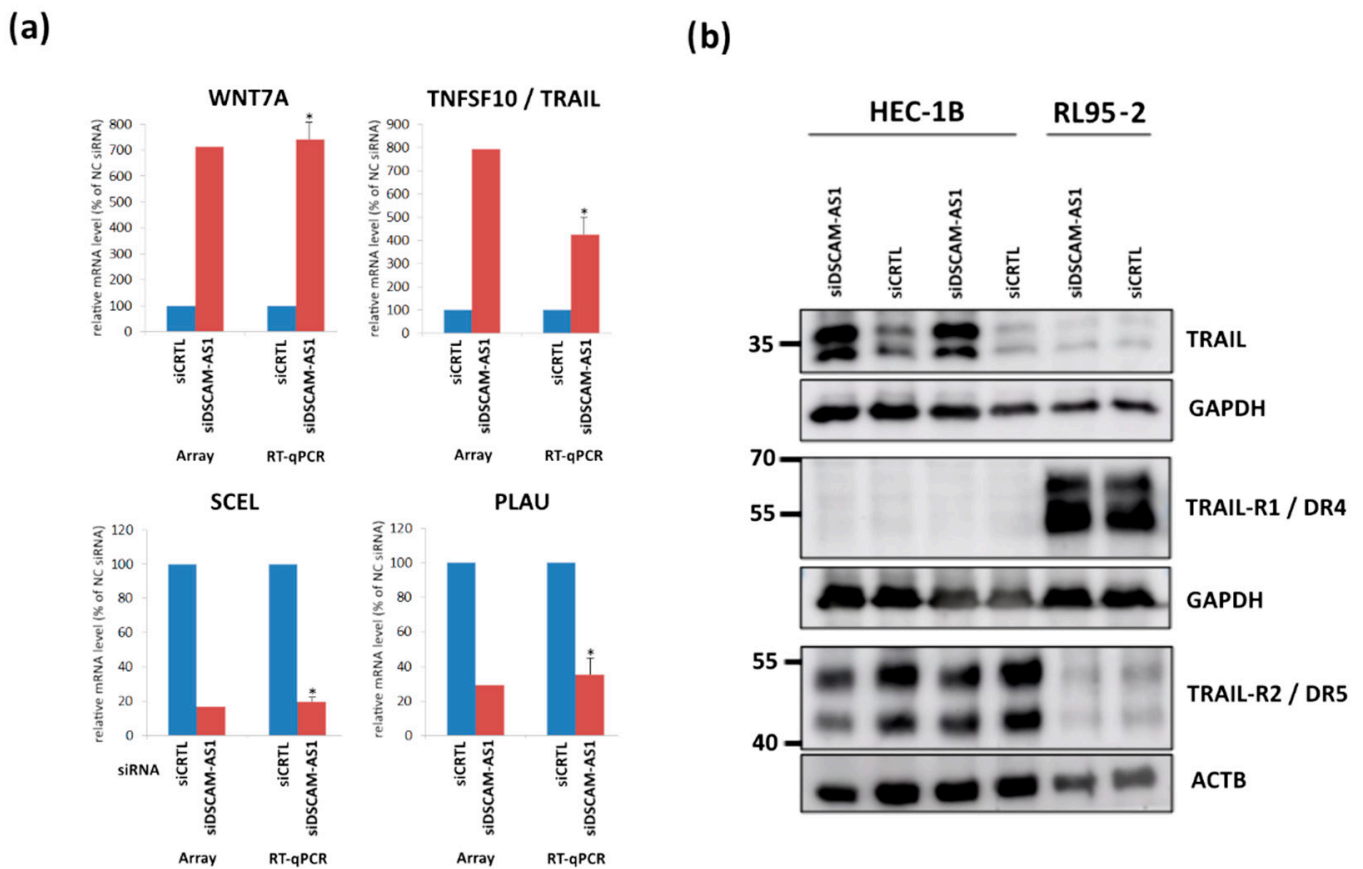 (a)
WNT7A
relative mRNA level (% of NC siRNA)
800
700
600
500
400
300
200
100
0
*
siCRTL
siDSCAM-AS1
siCRTL
siDSCAM-AS1
Array
RT-qPCR
TNFSF10 / TRAIL
relative mRNA level (% of NC siRNA)
900
800
700
600
500
400
300
200
100
0
*
siCRTL
siDSCAM-AS1
siCRTL
siDSCAM-AS1
Array
RT-qPCR
SCEL
relative mRNA level (% of NC siRNA)
120
100
80
60
40
20
0
*
siRNA
siCRTL
siDSCAM-AS1
siCRTL
siDSCAM-AS1
Array
RT-qPCR
PLAU
relative mRNA level (% of NC siRNA)
120
100
80
60
40
20
0
*
siCRTL
siDSCAM-AS1
siCRTL
siDSCAM-AS1
Array
RT-qPCR
(b)
HEC-1B
RL95-2
siDSCAM-AS1
siCRTL
siDSCAM-AS1
siCRTL
siDSCAM-AS1
siCRTL
35
TRAIL
GAPDH
70
55
TRAIL-R1 / DR4
GAPDH
55
40
TRAIL-R2 / DR5
ACTB